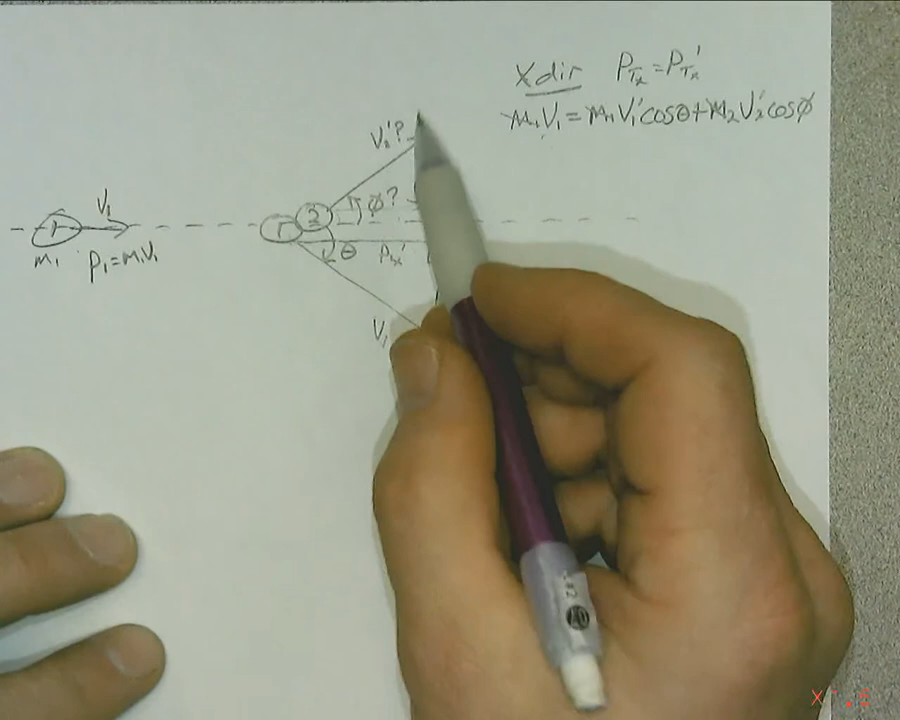 Xdir P_Tx = P_Tx'
m₁V₁ = m₁V₁'cosθ + m₂V₂'cosϕ
V₂'?
V₁
ϕ?
1
1
2
θ
P₁ₓ'
m₁
P₁=m₁V₁
V₁